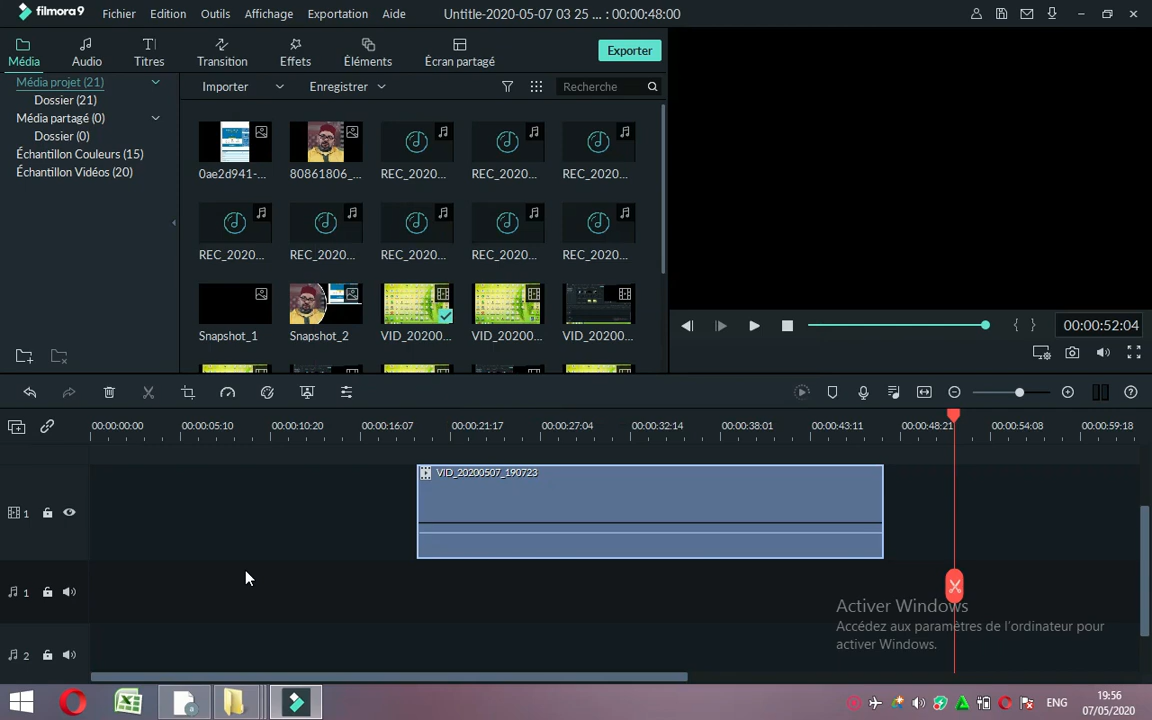 filmora9 Fichier Edition Outils Affichage Exportation Aide Untitle-2020-05-07 03 25 ... : 00:00:48:00
Média Audio Titres Transition Effets Éléments Écran partagé Exporter
Média projet (21)
Dossier (21)
Média partagé (0)
Dossier (0)
Échantillon Couleurs (15)
Échantillon Vidéos (20)
Importer Enregistrer Recherche
0ae2d941-... 80861806_... REC_2020... REC_2020... REC_2020...
REC_2020... REC_2020... REC_2020... REC_2020... REC_2020...
Snapshot_1 Snapshot_2 VID_20200... VID_20200... VID_20200...
00:00:52:04
00:00:00:00 00:00:05:10 00:00:10:20 00:00:16:07 00:00:21:17 00:00:27:04 00:00:32:14 00:00:38:01 00:00:43:11 00:00:48:21 00:00:54:08 00:00:59:18
VID_20200507_190723
1
1
2
Activer Windows
Accédez aux paramètres de l'ordinateur pour
activer Windows.
ENG
19:56
07/05/2020